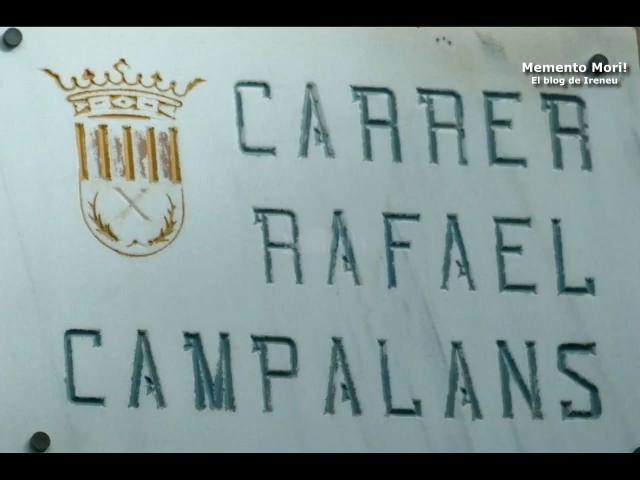 Memento Mori!
El blog de Ireneu
CARRER
RAFAEL
CAMPALANS